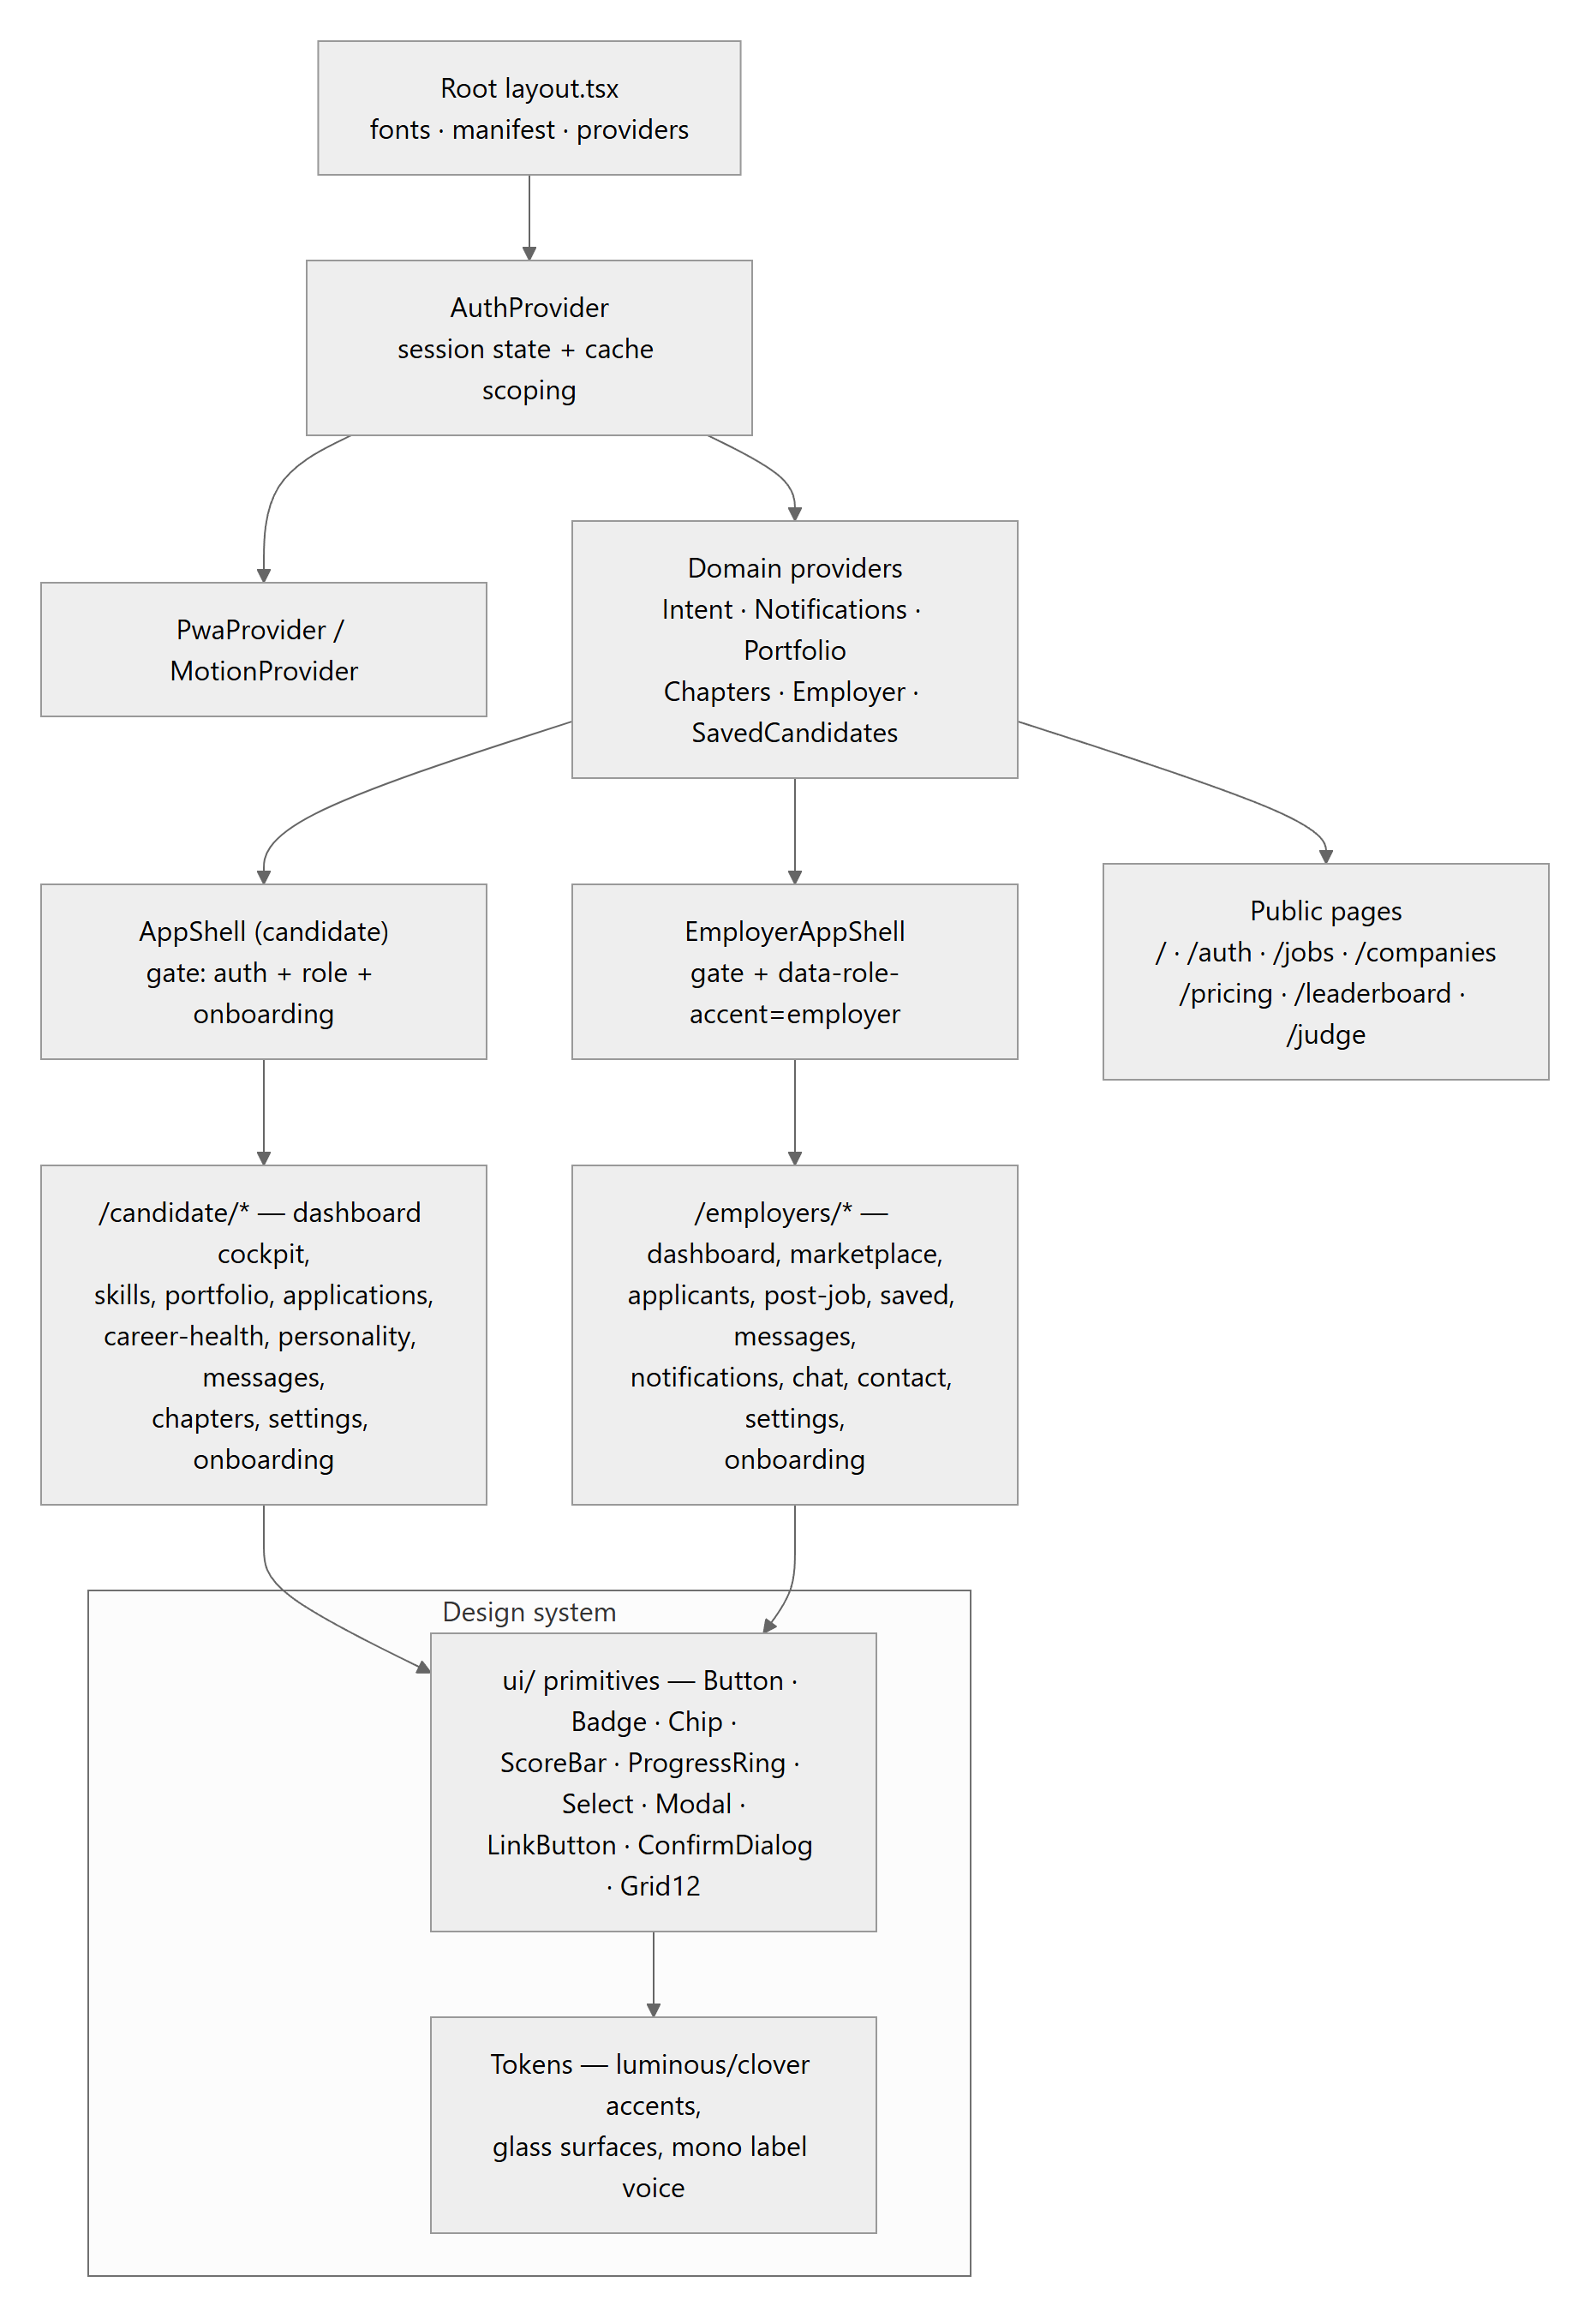 Root layout.tsx
fonts · manifest · providers
AuthProvider
session state + cache
scoping
PwaProvider /
MotionProvider
Domain providers
Intent · Notifications ·
Portfolio
Chapters · Employer ·
SavedCandidates
AppShell (candidate)
gate: auth + role +
onboarding
EmployerAppShell
gate + data-role-
accent=employer
Public pages
/ · /auth · /jobs · /companies
/pricing · /leaderboard ·
/judge
/candidate/* — dashboard
cockpit,
skills, portfolio, applications,
career-health, personality,
messages,
chapters, settings,
onboarding
/employers/* —
dashboard, marketplace,
applicants, post-job, saved,
messages,
notifications, chat, contact,
settings,
onboarding
Design system
ui/ primitives — Button ·
Badge · Chip ·
ScoreBar · ProgressRing ·
Select · Modal ·
LinkButton · ConfirmDialog
· Grid12
Tokens — luminous/clover
accents,
glass surfaces, mono label
voice